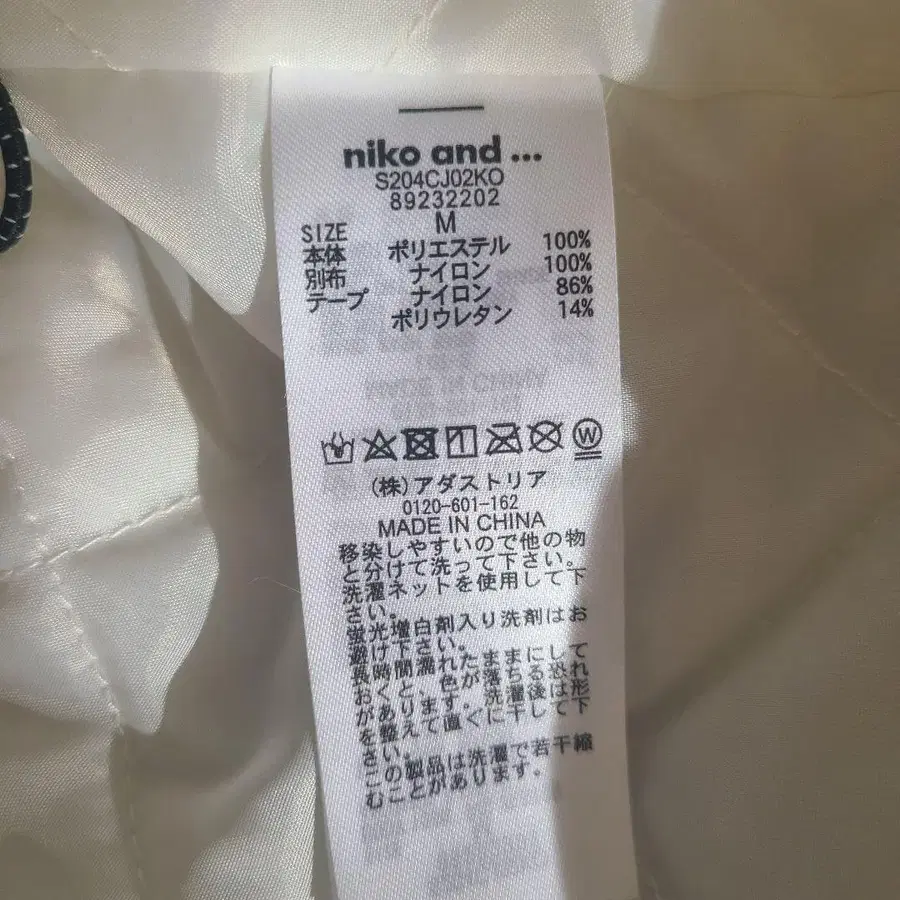 niko and ...
S204CJ02KO
89232202
SIZE M
本体 ポリエステル 100%
別布 ナイロン 100%
テープ ナイロン 86%
ポリウレタン 14%
W
(株)アダストリア
0120-601-162
MADE IN CHINA
移染しやすいので他の物
と分けて洗って下さい。
洗濯ネットを使用して下
さい。
蛍光増白剤入り洗剤はお
避け下さい。
長時間濡れたままにして
おくと、色が落ちる恐れ
があります。洗濯後は形
を整えて直ぐに干して下
さい。
この製品は洗濯で若干縮
むことがあります。